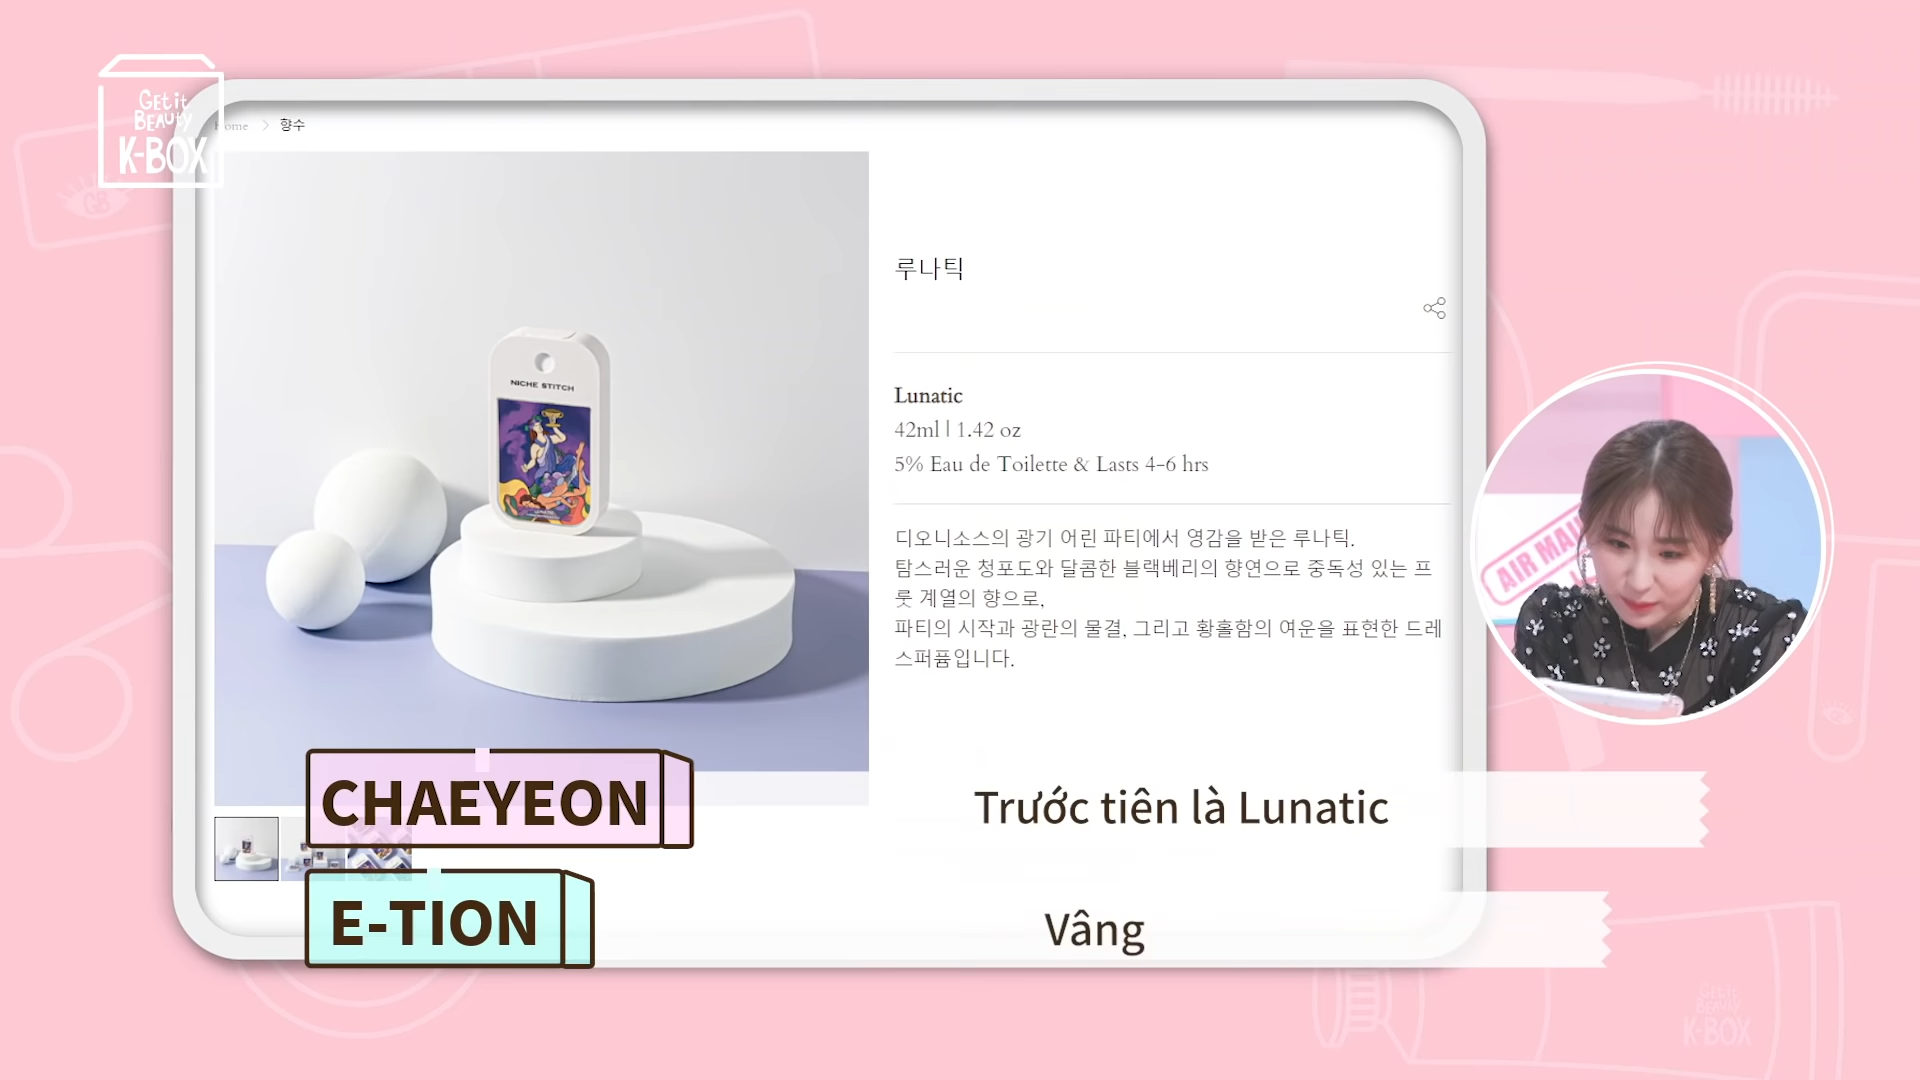 GEt it
BEAUTY
K-BOX
Home > 향수
NICHE STITCH
루나틱
Lunatic
42ml | 1.42 oz
5% Eau de Toilette & Lasts 4-6 hrs
디오니소스의 광기 어린 파티에서 영감을 받은 루나틱.
탐스러운 청포도와 달콤한 블랙베리의 향연으로 중독성 있는 프
룻 계열의 향으로,
파티의 시작과 광란의 물결, 그리고 황홀함의 여운을 표현한 드레
스퍼퓸입니다.
AIR MAIL
CHAEYEON
Trước tiên là Lunatic
E-TION
Vâng
GEt it
BEAUTY
K-BOX